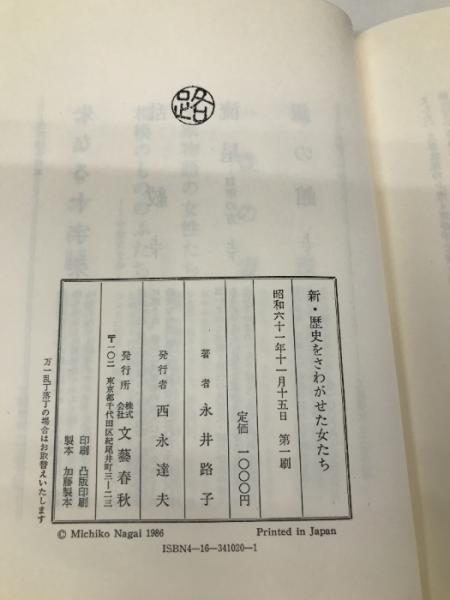 路
新・歴史をさわがせた女たち
昭和六十一年十一月十五日 第一刷
定価 一〇〇〇円
著者 永井路子
発行者 西永達夫
発行所 株式会社 文藝春秋
〒一〇二 東京都千代田区紀尾井町三―二三
印刷 凸版印刷
製本 加藤製本
万一乱丁落丁の場合はお取替えいたします
© Michiko Nagai 1986 Printed in Japan
ISBN4-16-341020-1